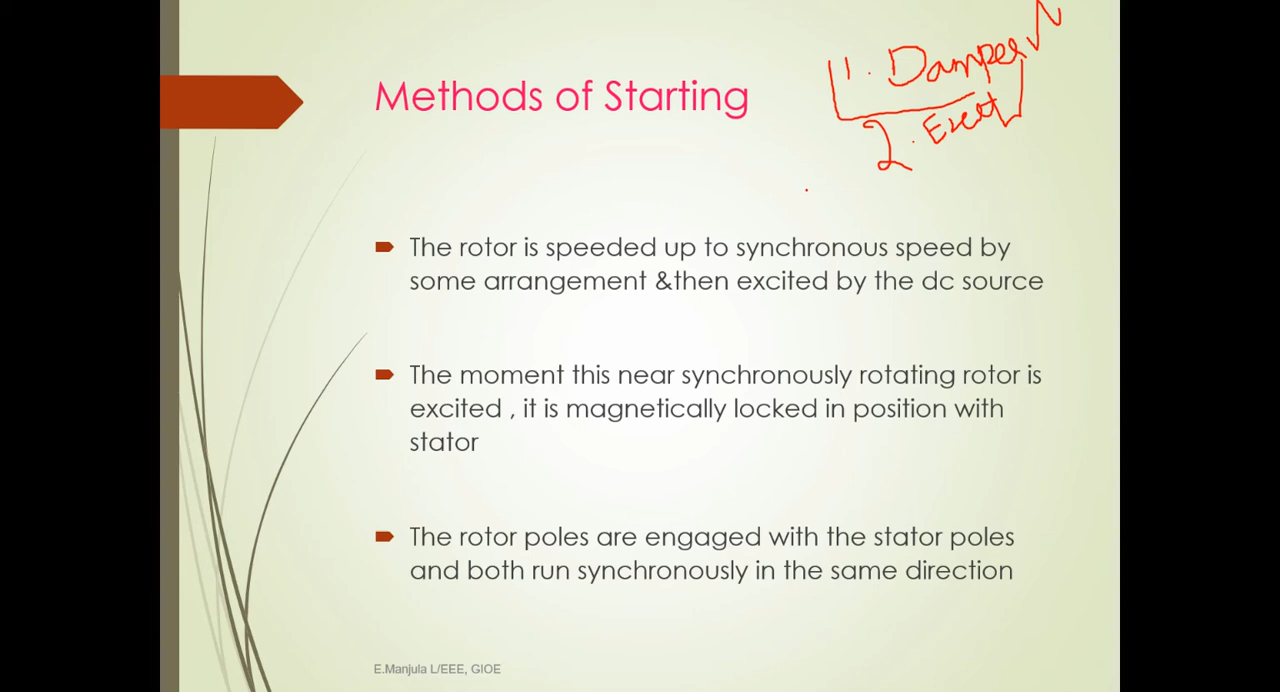 1. Damper
Methods of Starting
2. Excit
The rotor is speeded up to synchronous speed by
some arrangement &then excited by the dc source
The moment this near synchronously rotating rotor is
excited , it is magnetically locked in position with
stator
The rotor poles are engaged with the stator poles
and both run synchronously in the same direction
E.Manjula L/EEE, GIOE